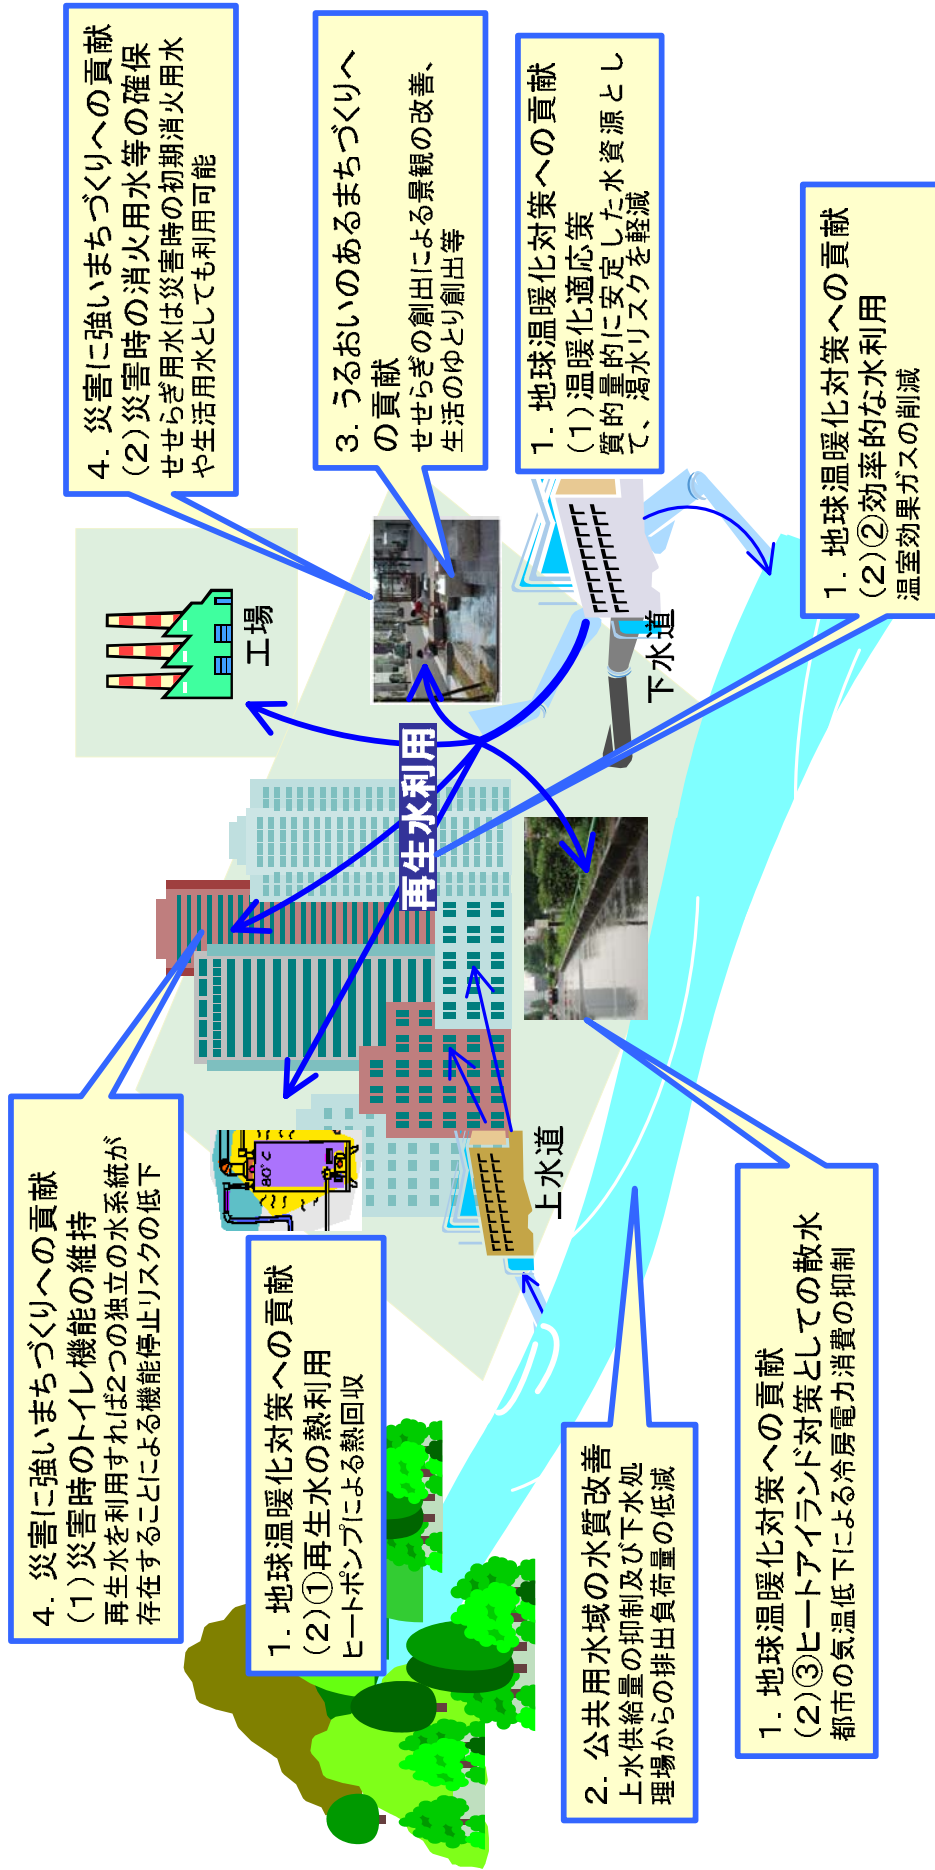 4. 災害に強いまちづくりへの貢献
(1)災害時のトイレ機能の維持
再生水を利用すれば2つの独立の水系統が
存在することによる機能停止リスクの低下
4. 災害に強いまちづくりへの貢献
(2)災害時の消火用水等の確保
せせらぎ用水は災害時の初期消火用水
や生活用水としても利用可能
1. 地球温暖化対策への貢献
(2)①再生水の熱利用
ヒートポンプによる熱回収
80℃
工場
3. うるおいのあるまちづくりへ
の貢献
せせらぎの創出による景観の改善、
生活のゆとり創出等
再生水利用
1. 地球温暖化対策への貢献
(1)温暖化適応策
質的量的に安定した水資源とし
て、渇水リスクを軽減
上水道
下水道
2. 公共用水域の水質改善
上水供給量の抑制及び下水処
理場からの排出負荷量の低減
1. 地球温暖化対策への貢献
(2)③ヒートアイランド対策としての散水
都市の気温低下による冷房電力消費の抑制
1. 地球温暖化対策への貢献
(2)②効率的な水利用
温室効果ガスの削減